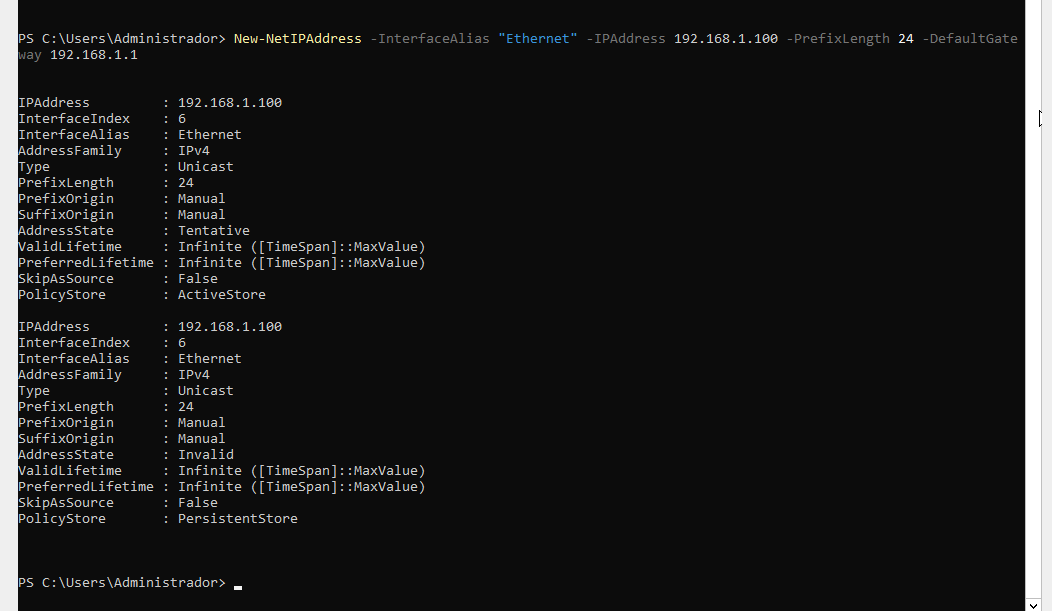 PS C:\Users\Administrador> New-NetIPAddress -InterfaceAlias "Ethernet" -IPAddress 192.168.1.100 -PrefixLength 24 -DefaultGate
way 192.168.1.1
IPAddress         : 192.168.1.100
InterfaceIndex    : 6
InterfaceAlias    : Ethernet
AddressFamily     : IPv4
Type              : Unicast
PrefixLength      : 24
PrefixOrigin      : Manual
SuffixOrigin      : Manual
AddressState      : Tentative
ValidLifetime     : Infinite ([TimeSpan]::MaxValue)
PreferredLifetime : Infinite ([TimeSpan]::MaxValue)
SkipAsSource      : False
PolicyStore       : ActiveStore
IPAddress         : 192.168.1.100
InterfaceIndex    : 6
InterfaceAlias    : Ethernet
AddressFamily     : IPv4
Type              : Unicast
PrefixLength      : 24
PrefixOrigin      : Manual
SuffixOrigin      : Manual
AddressState      : Invalid
ValidLifetime     : Infinite ([TimeSpan]::MaxValue)
PreferredLifetime : Infinite ([TimeSpan]::MaxValue)
SkipAsSource      : False
PolicyStore       : PersistentStore
PS C:\Users\Administrador>